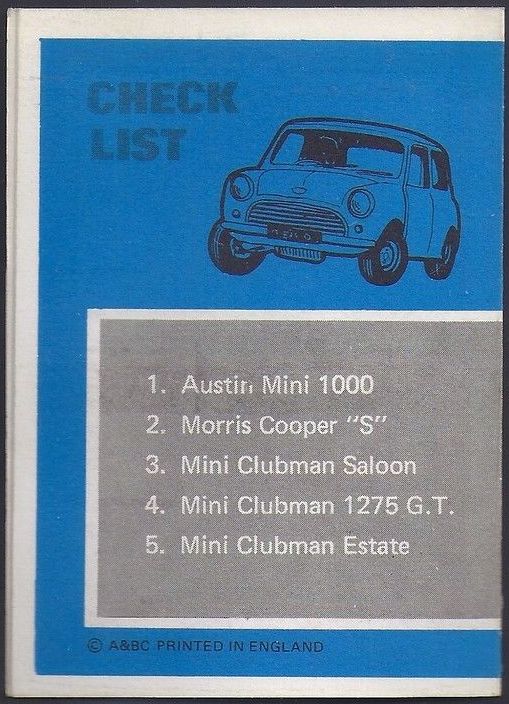 CHECK
LIST
1. Austin Mini 1000
2. Morris Cooper "S"
3. Mini Clubman Saloon
4. Mini Clubman 1275 G.T.
5. Mini Clubman Estate
© A&BC PRINTED IN ENGLAND